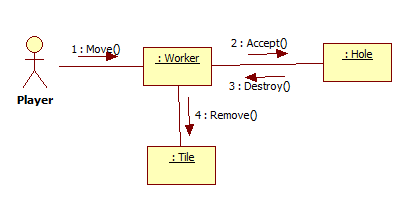 1 : Move()
2 : Accept()
: Worker
: Hole
3 : Destroy()
Player
4 : Remove()
: Tile